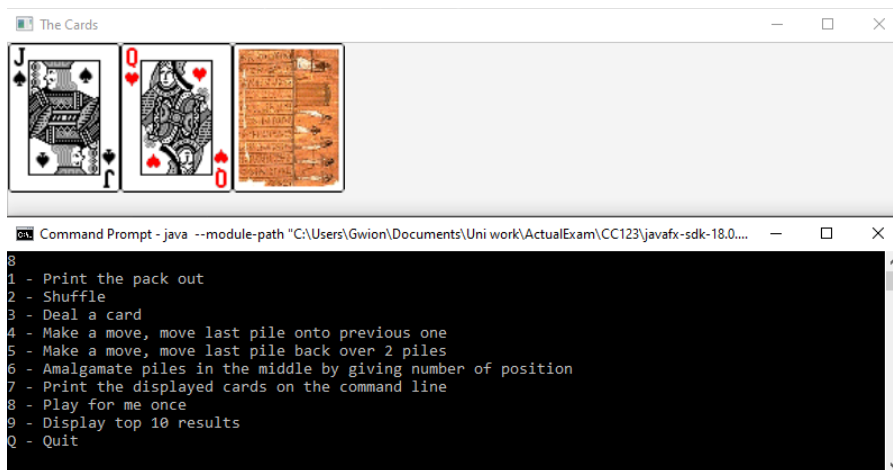 The Cards
J
Q
J
Q
Command Prompt - java --module-path "C:\Users\Gwion\Documents\Uni work\ActualExam\CC123\javafx-sdk-18.0....
8
1 - Print the pack out
2 - Shuffle
3 - Deal a card
4 - Make a move, move last pile onto previous one
5 - Make a move, move last pile back over 2 piles
6 - Amalgamate piles in the middle by giving number of position
7 - Print the displayed cards on the command line
8 - Play for me once
9 - Display top 10 results
Q - Quit